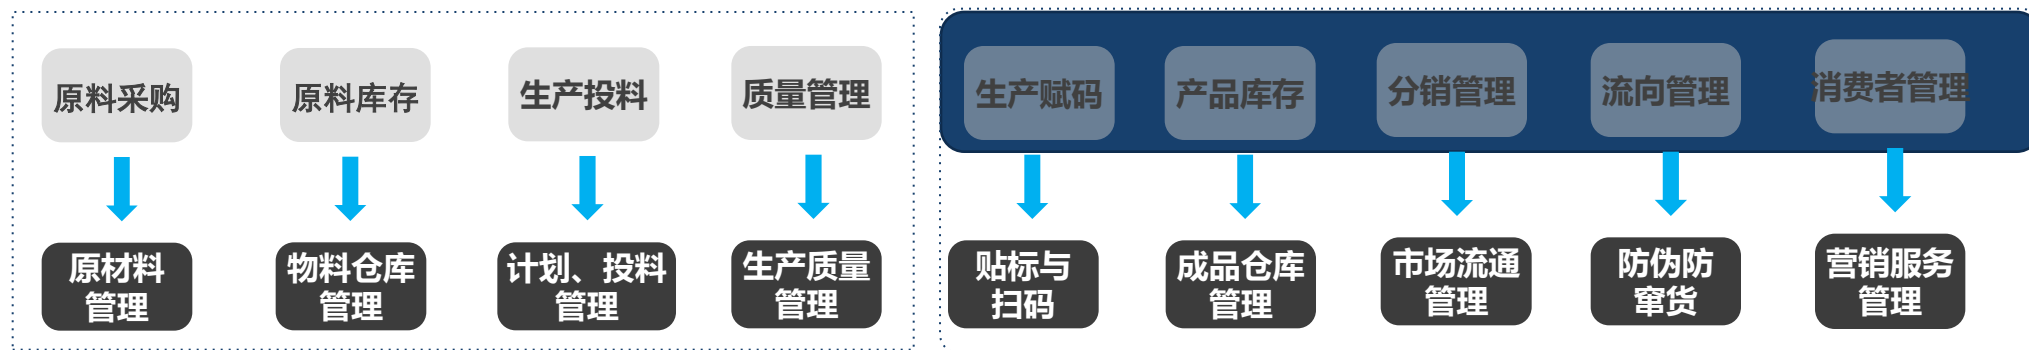 原料采购
原料库存
生产投料
质量管理
生产赋码
产品库存
分销管理
流向管理
消费者管理
原材料
管理
物料仓库
管理
计划、投料
管理
生产质量
管理
贴标与
扫码
成品仓库
管理
市场流通
管理
防伪防
窜货
营销服务
管理